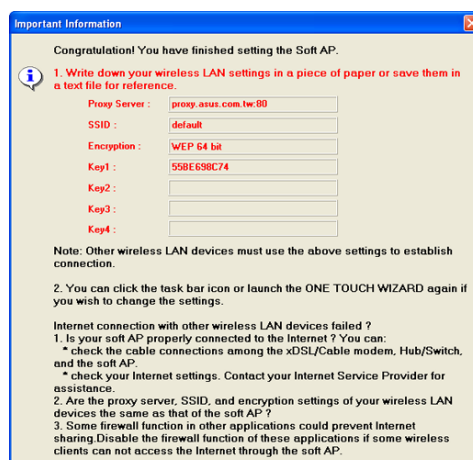 Important Information
Congratulation! You have finished setting the Soft AP.
1. Write down your wireless LAN settings in a piece of paper or save them in
a text file for reference.
Proxy Server : proxy.asus.com.tw:80
SSID : default
Encryption : WEP 64 bit
Key1 : 55BE698C74
Key2 :
Key3 :
Key4 :
Note: Other wireless LAN devices must use the above settings to establish
connection.
2. You can click the task bar icon or launch the ONE TOUCH WIZARD again if
you wish to change the settings.
Internet connection with other wireless LAN devices failed ?
1. Is your soft AP properly connected to the Internet ? You can:
* check the cable connections among the xDSL/Cable modem, Hub/Switch,
and the soft AP.
* check your Internet settings. Contact your Internet Service Provider for
assistance.
2. Are the proxy server, SSID, and encryption settings of your wireless LAN
devices the same as that of the soft AP ?
3. Some firewall function in other applications could prevent Internet
sharing.Disable the firewall function of these applications if some wireless
clients can not access the Internet through the soft AP.